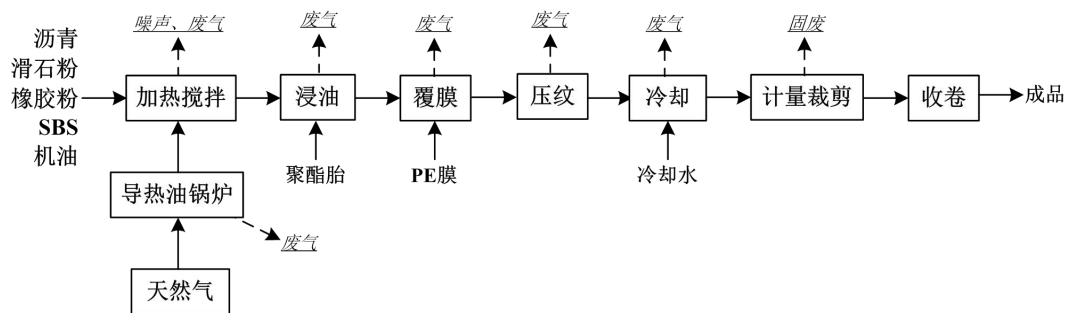 噪声、废气
废气
废气
废气
废气
固废
沥青
滑石粉
橡胶粉
SBS
机油
加热搅拌
浸油
覆膜
压纹
冷却
计量裁剪
收卷
成品
聚酯胎
PE膜
冷却水
导热油锅炉
废气
天然气